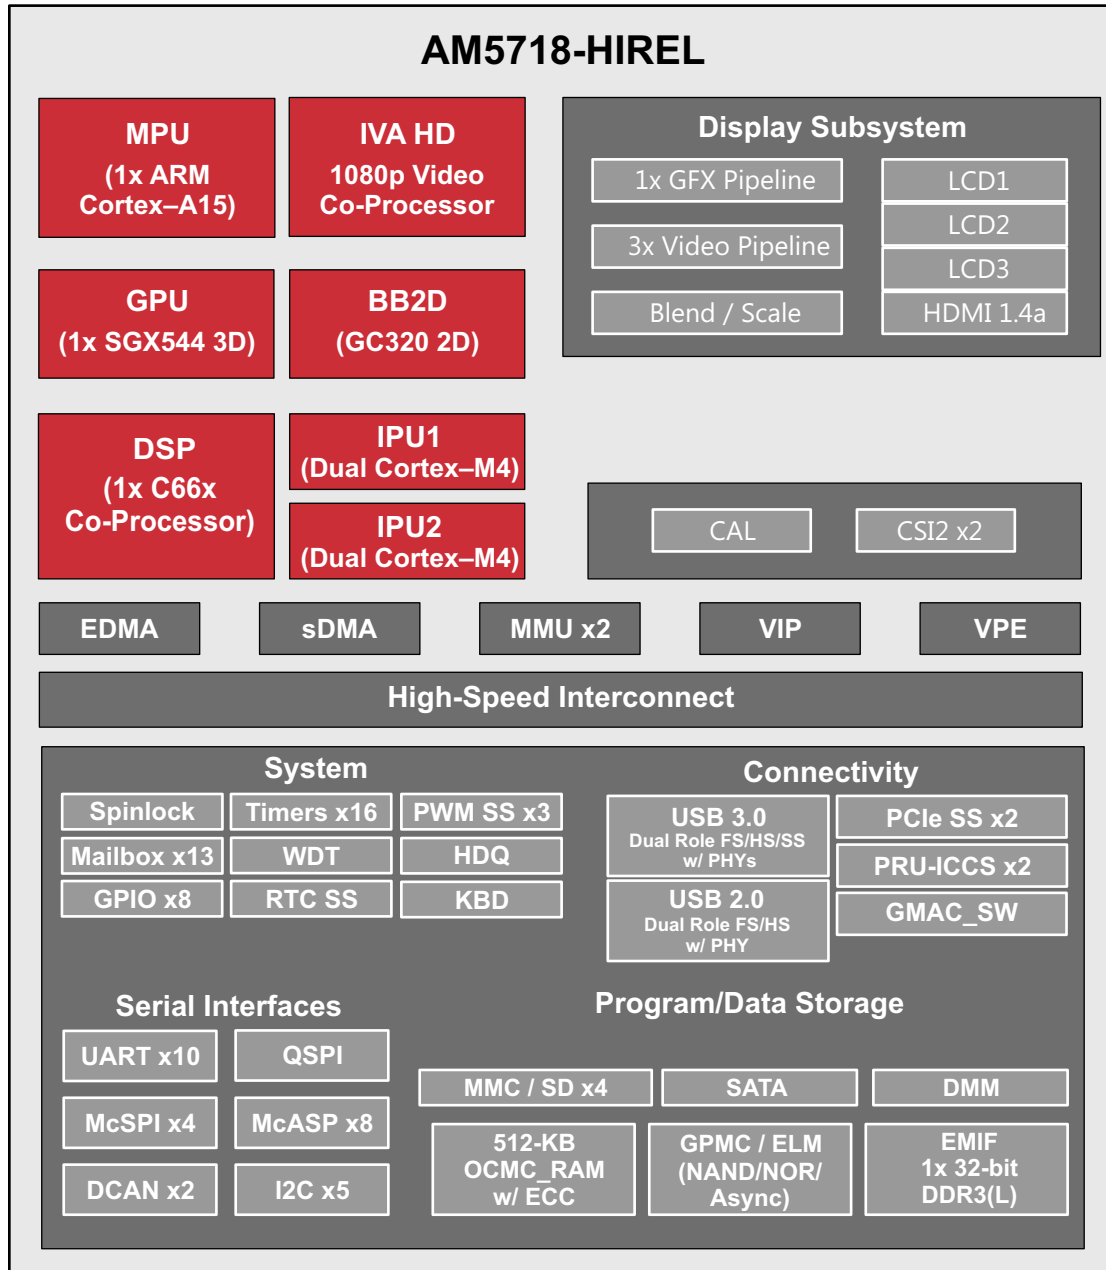 AM5718-HIREL
MPU
(1x ARM
Cortex–A15)
IVA HD
1080p Video
Co-Processor
Display Subsystem
1x GFX Pipeline
3x Video Pipeline
Blend / Scale
LCD1
LCD2
LCD3
HDMI 1.4a
GPU
(1x SGX544 3D)
BB2D
(GC320 2D)
DSP
(1x C66x
Co-Processor)
IPU1
(Dual Cortex–M4)
IPU2
(Dual Cortex–M4)
CAL
CSI2 x2
EDMA
sDMA
MMU x2
VIP
VPE
High-Speed Interconnect
System
Spinlock
Timers x16
PWM SS x3
Mailbox x13
WDT
HDQ
GPIO x8
RTC SS
KBD
Connectivity
USB 3.0
Dual Role FS/HS/SS
w/ PHYs
USB 2.0
Dual Role FS/HS
w/ PHY
PCIe SS x2
PRU-ICCS x2
GMAC_SW
Serial Interfaces
UART x10
QSPI
McSPI x4
McASP x8
DCAN x2
I2C x5
Program/Data Storage
MMC / SD x4
SATA
DMM
512-KB
OCMC_RAM
w/ ECC
GPMC / ELM
(NAND/NOR/
Async)
EMIF
1x 32-bit
DDR3(L)